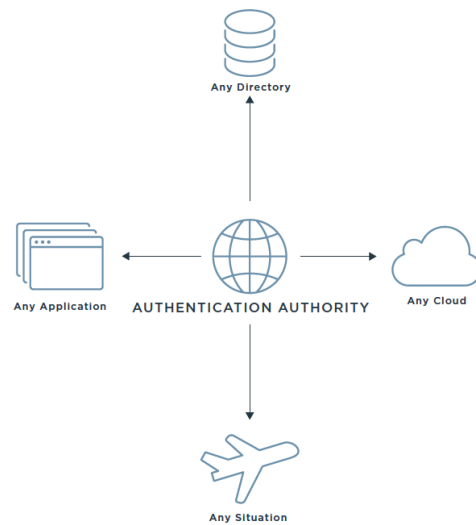 Any Directory
Any Application
AUTHENTICATION AUTHORITY
Any Cloud
Any Situation